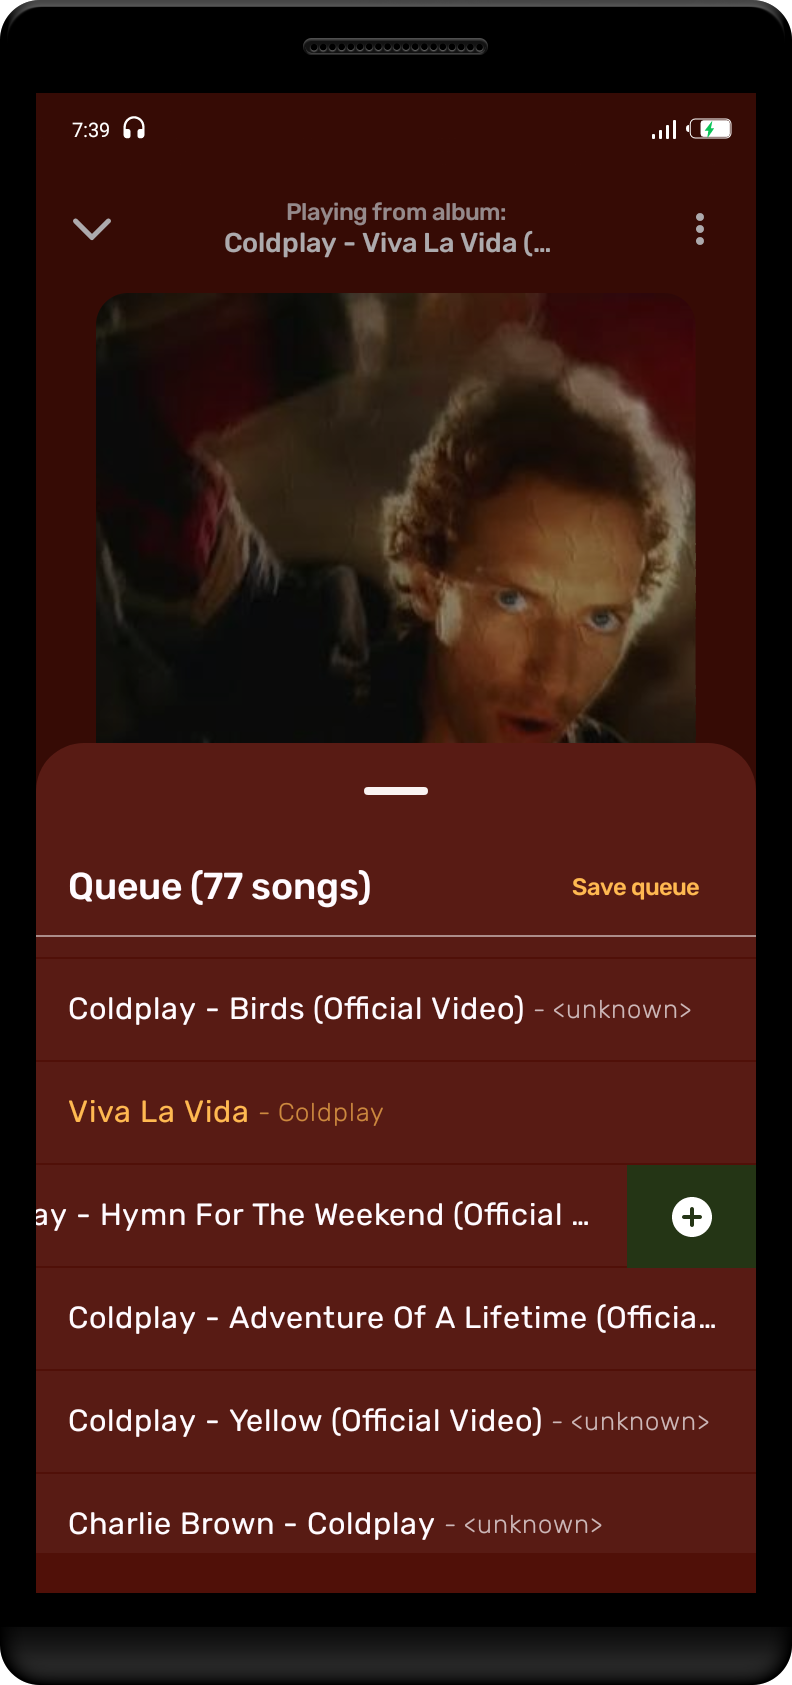 7:39
Playing from album:
Coldplay - Viva La Vida (...
Queue (77 songs)
Save queue
Coldplay - Birds (Official Video) - <unknown>
Viva La Vida - Coldplay
ay - Hymn For The Weekend (Official ...
Coldplay - Adventure Of A Lifetime (Officia...
Coldplay - Yellow (Official Video) - <unknown>
Charlie Brown - Coldplay - <unknown>